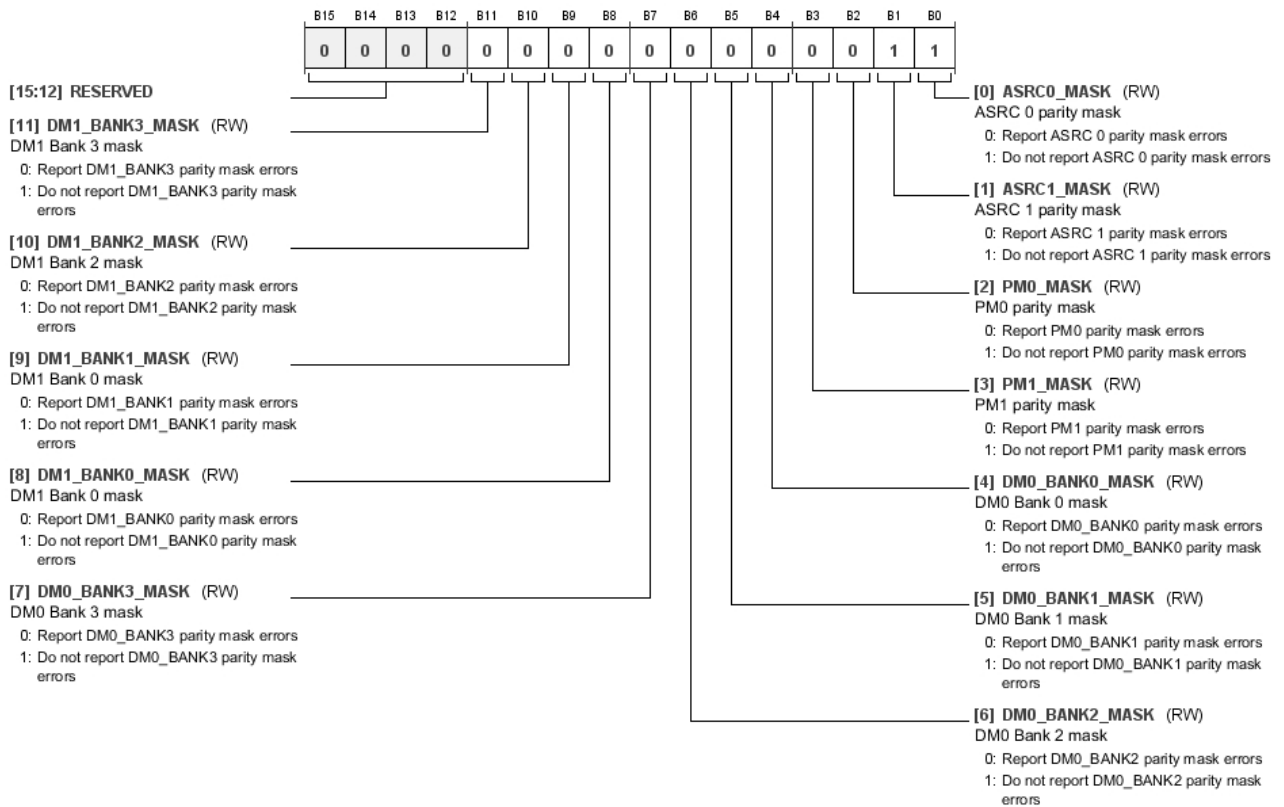 B15 B14 B13 B12 B11 B10 B9 B8 B7 B6 B5 B4 B3 B2 B1 B0
0 0 0 0 0 0 0 0 0 0 0 0 0 0 1 1
[15:12] RESERVED
[11] DM1_BANK3_MASK (RW)
DM1 Bank 3 mask
0: Report DM1_BANK3 parity mask errors
1: Do not report DM1_BANK3 parity mask
errors
[10] DM1_BANK2_MASK (RW)
DM1 Bank 2 mask
0: Report DM1_BANK2 parity mask errors
1: Do not report DM1_BANK2 parity mask
errors
[9] DM1_BANK1_MASK (RW)
DM1 Bank 0 mask
0: Report DM1_BANK1 parity mask errors
1: Do not report DM1_BANK1 parity mask
errors
[8] DM1_BANK0_MASK (RW)
DM1 Bank 0 mask
0: Report DM1_BANK0 parity mask errors
1: Do not report DM1_BANK0 parity mask
errors
[7] DM0_BANK3_MASK (RW)
DM0 Bank 3 mask
0: Report DM0_BANK3 parity mask errors
1: Do not report DM0_BANK3 parity mask
errors
[0] ASRC0_MASK (RW)
ASRC 0 parity mask
0: Report ASRC 0 parity mask errors
1: Do not report ASRC 0 parity mask errors
[1] ASRC1_MASK (RW)
ASRC 1 parity mask
0: Report ASRC 1 parity mask errors
1: Do not report ASRC 1 parity mask errors
[2] PM0_MASK (RW)
PM0 parity mask
0: Report PM0 parity mask errors
1: Do not report PM0 parity mask errors
[3] PM1_MASK (RW)
PM1 parity mask
0: Report PM1 parity mask errors
1: Do not report PM1 parity mask errors
[4] DM0_BANK0_MASK (RW)
DM0 Bank 0 mask
0: Report DM0_BANK0 parity mask errors
1: Do not report DM0_BANK0 parity mask
errors
[5] DM0_BANK1_MASK (RW)
DM0 Bank 1 mask
0: Report DM0_BANK1 parity mask errors
1: Do not report DM0_BANK1 parity mask
errors
[6] DM0_BANK2_MASK (RW)
DM0 Bank 2 mask
0: Report DM0_BANK2 parity mask errors
1: Do not report DM0_BANK2 parity mask
errors